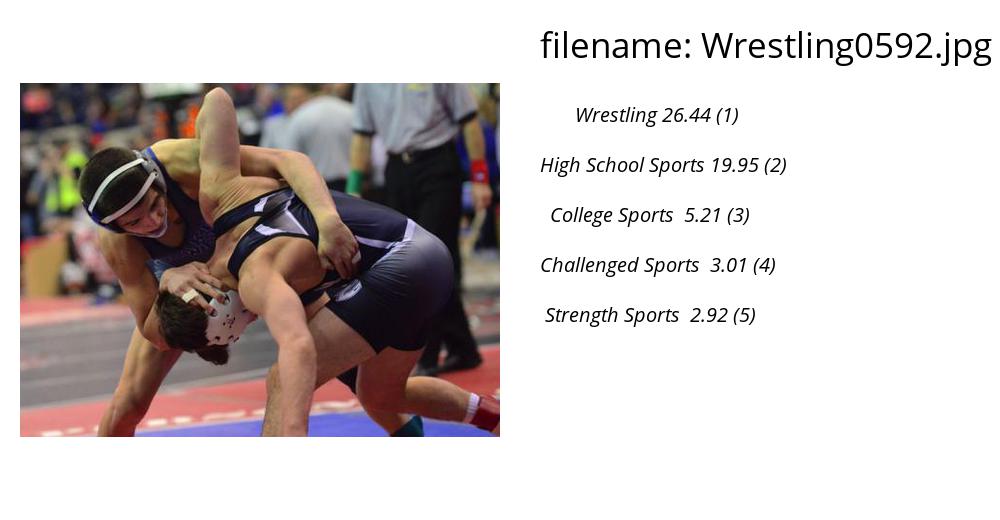 filename: Wrestling0592.jpg
Wrestling 26.44 (1)
High School Sports 19.95 (2)
College Sports 5.21 (3)
Challenged Sports 3.01 (4)
Strength Sports 2.92 (5)